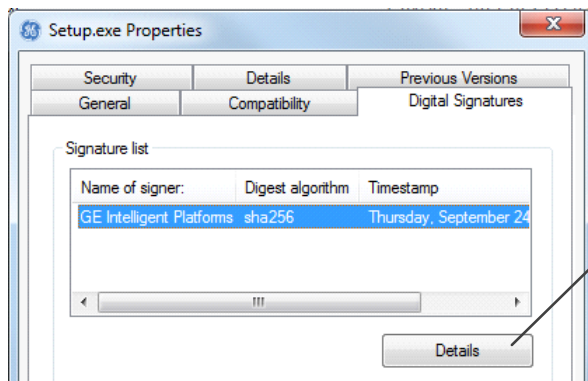 Setup.exe Properties
Security Details Previous Versions
General Compatibility Digital Signatures
Signature list
Name of signer: Digest algorithm Timestamp
GE Intelligent Platforms sha256 Thursday, September 24
Details